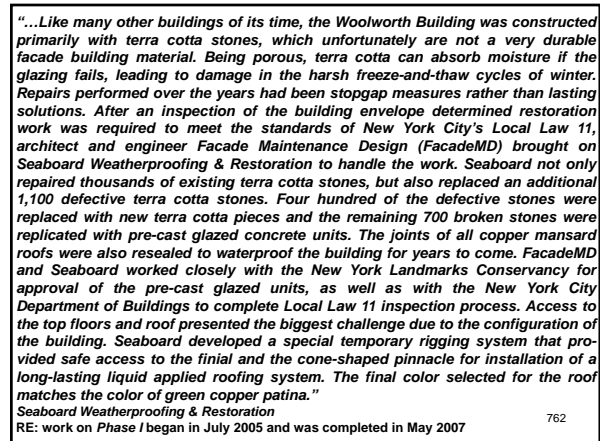 “…Like many other buildings of its time, the Woolworth Building was constructed
primarily with terra cotta stones, which unfortunately are not a very durable
facade building material. Being porous, terra cotta can absorb moisture if the
glazing fails, leading to damage in the harsh freeze-and-thaw cycles of winter.
Repairs performed over the years had been stopgap measures rather than lasting
solutions. After an inspection of the building envelope determined restoration
work was required to meet the standards of New York City’s Local Law 11,
architect and engineer Facade Maintenance Design (FacadeMD) brought on
Seaboard Weatherproofing & Restoration to handle the work. Seaboard not only
repaired thousands of existing terra cotta stones, but also replaced an additional
1,100 defective terra cotta stones. Four hundred of the defective stones were
replaced with new terra cotta pieces and the remaining 700 broken stones were
replicated with pre-cast glazed concrete units. The joints of all copper mansard
roofs were also resealed to waterproof the building for years to come. FacadeMD
and Seaboard worked closely with the New York Landmarks Conservancy for
approval of the pre-cast glazed units, as well as with the New York City
Department of Buildings to complete Local Law 11 inspection process. Access to
the top floors and roof presented the biggest challenge due to the configuration of
the building. Seaboard developed a special temporary rigging system that pro-
vided safe access to the finial and the cone-shaped pinnacle for installation of a
long-lasting liquid applied roofing system. The final color selected for the roof
matches the color of green copper patina.”
Seaboard Weatherproofing & Restoration
RE: work on Phase I began in July 2005 and was completed in May 2007
762